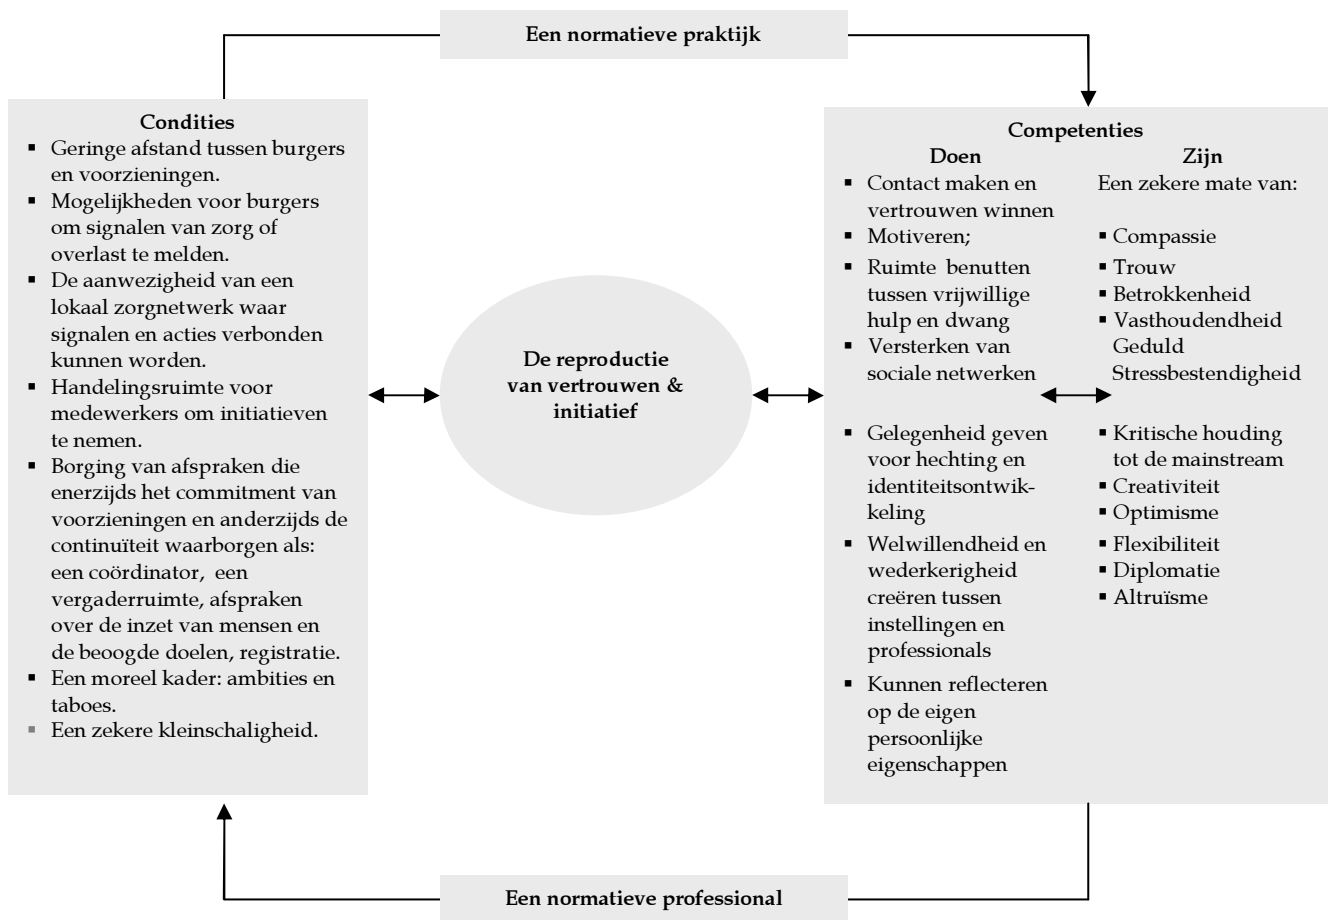 Een normatieve praktijk
Condities
▪ Geringe afstand tussen burgers
en voorzieningen.
▪ Mogelijkheden voor burgers
om signalen van zorg of
overlast te melden.
▪ De aanwezigheid van een
lokaal zorgnetwerk waar
signalen en acties verbonden
kunnen worden.
▪ Handelingsruimte voor
medewerkers om initiatieven
te nemen.
▪ Borging van afspraken die
enerzijds het commitment van
voorzieningen en anderzijds de
continuïteit waarborgen als:
een coördinator, een
vergaderruimte, afspraken
over de inzet van mensen en
de beoogde doelen, registratie.
▪ Een moreel kader: ambities en
taboes.
▪ Een zekere kleinschaligheid.
De reproductie
van vertrouwen &
initiatief
Competenties
Doen
▪ Contact maken en
vertrouwen winnen
▪ Motiveren;
▪ Ruimte benutten
tussen vrijwillige
hulp en dwang
▪ Versterken van
sociale netwerken
▪ Gelegenheid geven
voor hechting en
identiteitsontwik-
keling
▪ Welwillendheid en
wederkerigheid
creëren tussen
instellingen en
professionals
▪ Kunnen reflecteren
op de eigen
persoonlijke
eigenschappen
Zijn
Een zekere mate van:
▪ Compassie
▪ Trouw
▪ Betrokkenheid
▪ Vasthoudendheid
Geduld
Stressbestendigheid
▪ Kritische houding
tot de mainstream
▪ Creativiteit
▪ Optimisme
▪ Flexibiliteit
▪ Diplomatie
▪ Altruïsme
Een normatieve professional